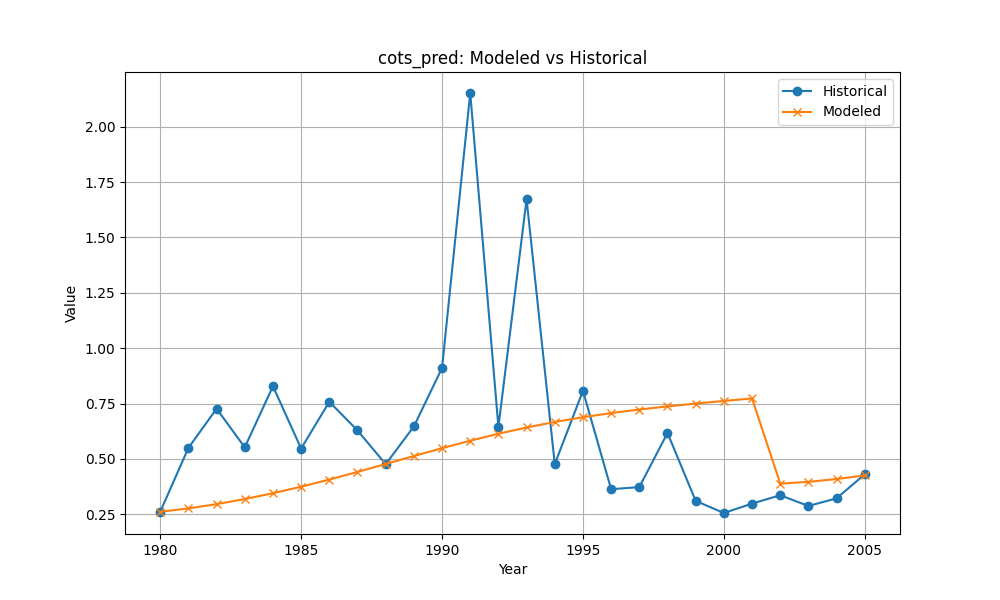 cots_pred: Modeled vs Historical
Historical
Modeled
Value
2.00
1.75
1.50
1.25
1.00
0.75
0.50
0.25
1980 1985 1990 1995 2000 2005
Year